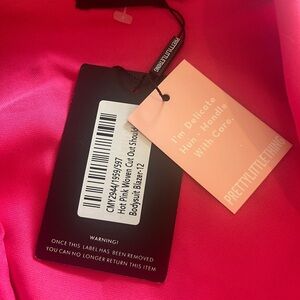 PRETTYLITTLETHING
I'm Delicate
Hun - Handle
With Care.
PRETTYLITTLETHING
CMY2944/1959/597
Hot Pink Woven Cut Out Should
Bodysuit Blazer-12
WARNING!
ONCE THIS LABEL HAS BEEN REMOVED
YOU CAN NO LONGER RETURN THIS ITEM